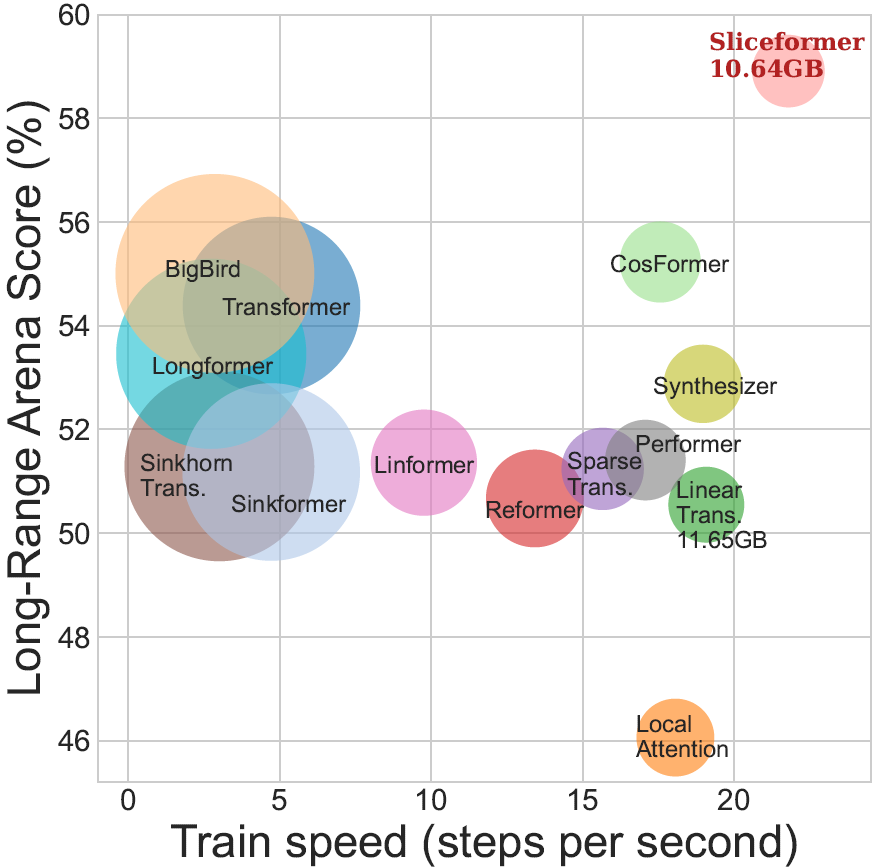 60
Sliceformer
10.64GB
58
56
CosFormer
BigBird
Transformer
54
Longformer
Synthesizer
52
Performer
Sinkhorn
Trans.
Linformer
Sparse
Trans.
Sinkformer
Reformer
Linear
Trans.
11.65GB
50
48
46
Local
Attention
0
5
10
15
20
Long-Range Arena Score (%)
Train speed (steps per second)